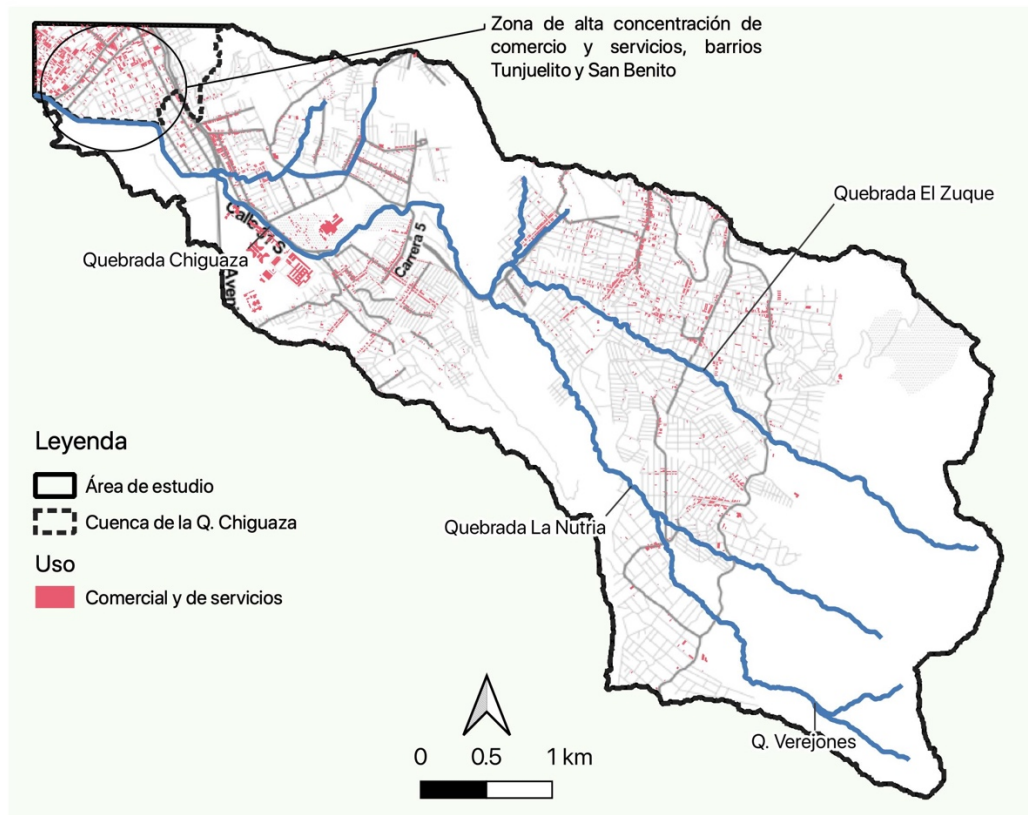 Zona de alta concentración de
comercio y servicios, barrios
Tunjuelito y San Benito
Quebrada El Zuque
Quebrada Chiguaza
Carrera 5
Quebrada La Nutria
Q. Verejones
Leyenda
Área de estudio
Cuenca de la Q. Chiguaza
Uso
Comercial y de servicios
0 0.5 1 km